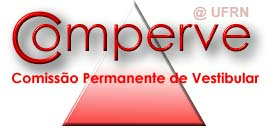 @ UFRN
Comperve
Comissão Permanente de Vestibular